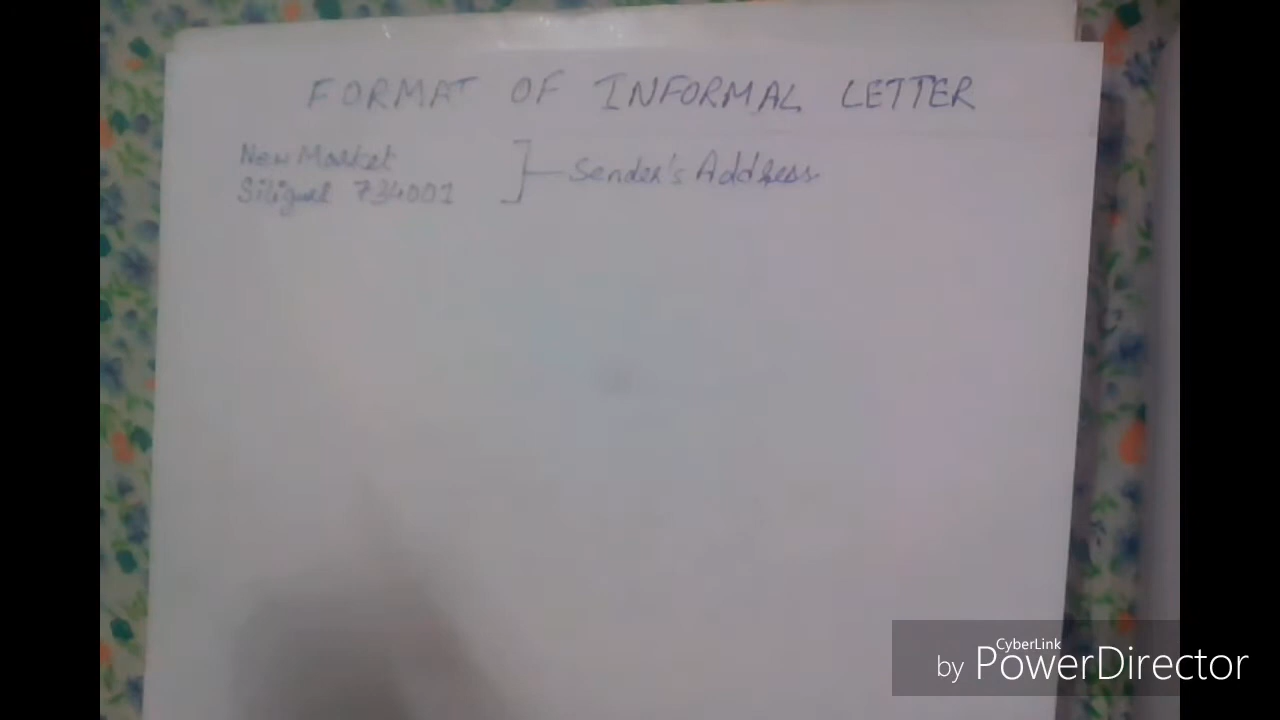 FORMAT OF INFORMAL LETTER
New Market
Siliguri 734001
Sender's Address
CyberLink
by PowerDirector